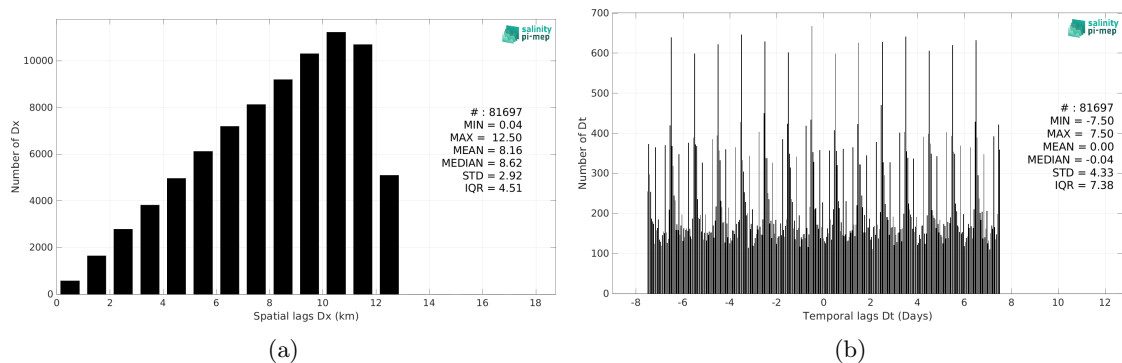 salinity
pi-mep
10000
8000
6000
4000
2000
0
Number of Dx
# : 81697
MIN = 0.04
MAX = 12.50
MEAN = 8.16
MEDIAN = 8.62
STD = 2.92
IQR = 4.51
0 2 4 6 8 10 12 14 16 18
Spatial lags Dx (km)
(a)
salinity
pi-mep
700
600
500
400
300
200
100
0
Number of Dt
# : 81697
MIN = -7.50
MAX = 7.50
MEAN = 0.00
MEDIAN = -0.04
STD = 4.33
IQR = 7.38
-8 -6 -4 -2 0 2 4 6 8 10 12
Temporal lags Dt (Days)
(b)